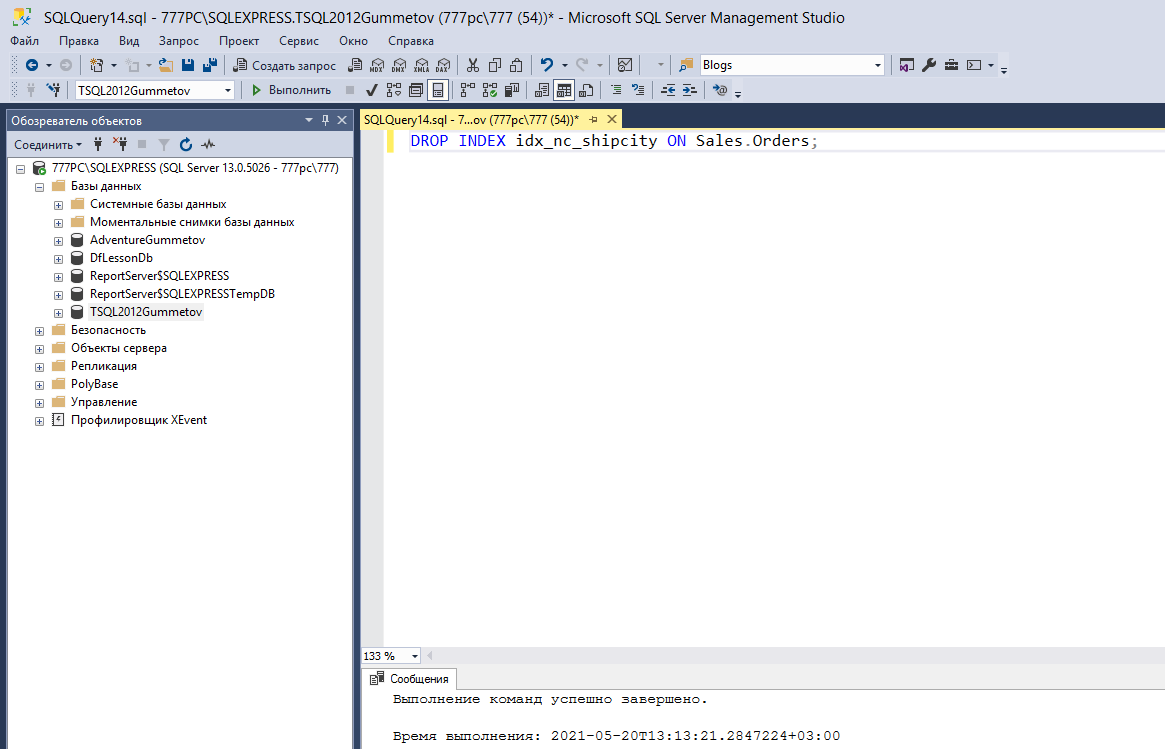 SQLQuery14.sql - 777PC\SQLEXPRESS.TSQL2012Gummetov (777pc\777 (54))* - Microsoft SQL Server Management Studio
Файл Правка Вид Запрос Проект Сервис Окно Справка
Создать запрос MDX DMX XMLA DAX Blogs
TSQL2012Gummetov Выполнить
Обозреватель объектов
SQLQuery14.sql - 7...ov (777pc\777 (54))*
Соединить
777PC\SQLEXPRESS (SQL Server 13.0.5026 - 777pc\777)
Базы данных
Системные базы данных
Моментальные снимки базы данных
AdventureGummetov
DfLessonDb
ReportServer$SQLEXPRESS
ReportServer$SQLEXPRESSTempDB
TSQL2012Gummetov
Безопасность
Объекты сервера
Репликация
PolyBase
Управление
Профилировщик XEvent
DROP INDEX idx_nc_shipcity ON Sales.Orders;
133 %
Сообщения
Выполнение команд успешно завершено.
Время выполнения: 2021-05-20T13:13:21.2847224+03:00